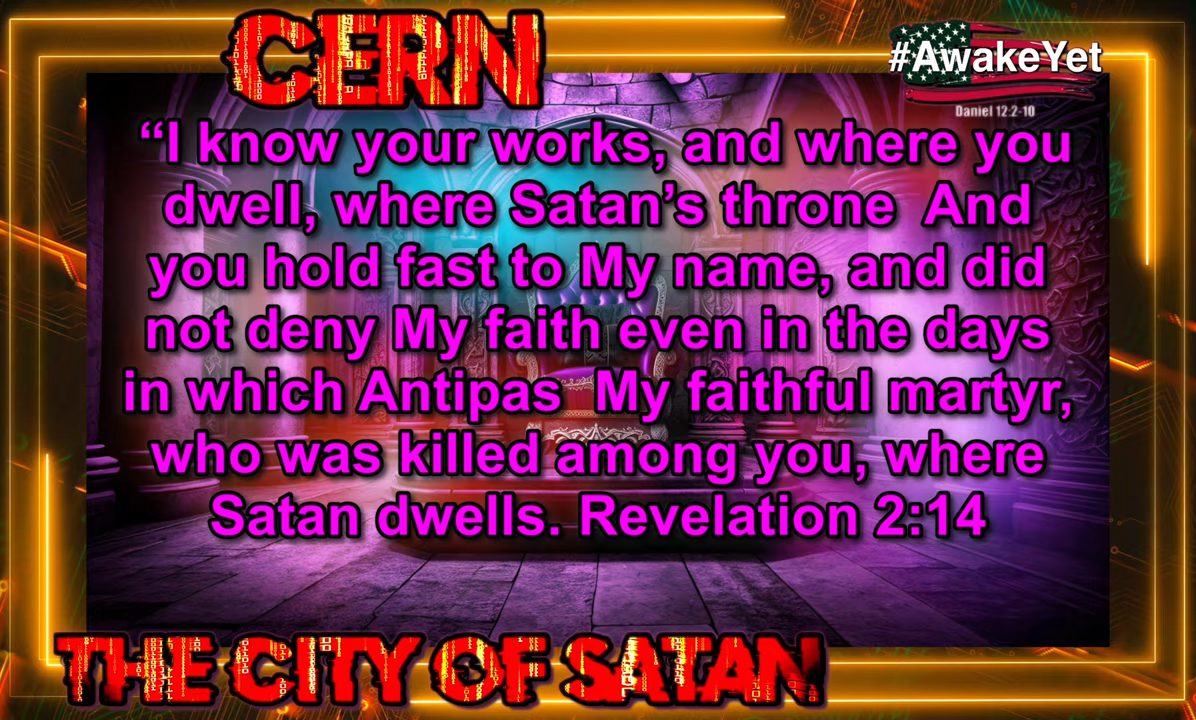 CERN
#AwakeYet
Daniel 12:2-10
“I know your works, and where you
dwell, where Satan’s throne And
you hold fast to My name, and did
not deny My faith even in the days
in which Antipas My faithful martyr,
who was killed among you, where
Satan dwells. Revelation 2:14
THE CITY OF SATAN